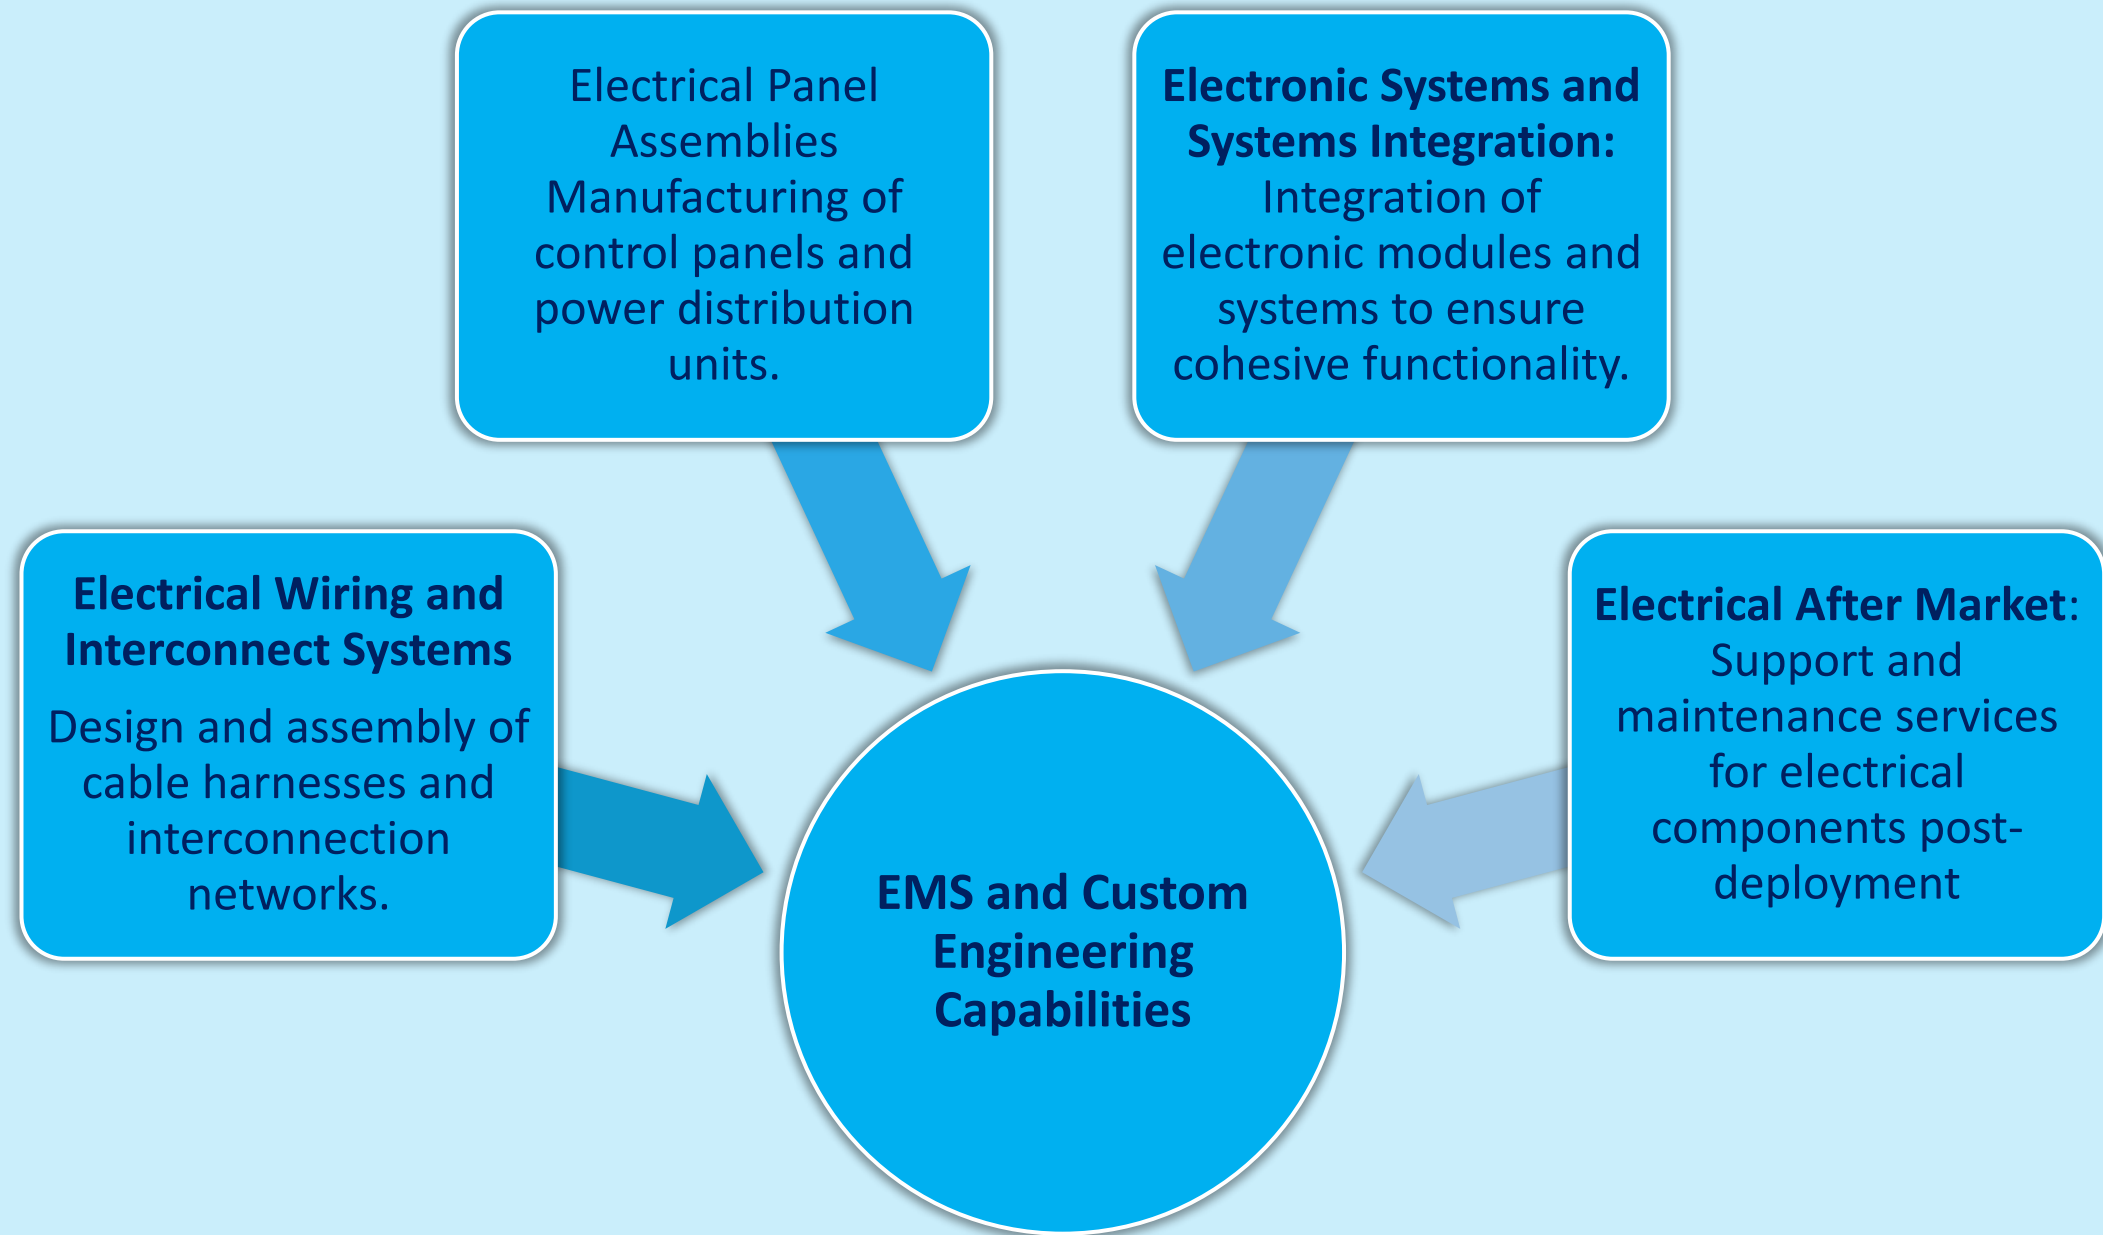 Electrical Panel
Assemblies
Manufacturing of
control panels and
power distribution
units.
Electronic Systems and
Systems Integration:
Integration of
electronic modules and
systems to ensure
cohesive functionality.
Electrical Wiring and
Interconnect Systems
Design and assembly of
cable harnesses and
interconnection
networks.
Electrical After Market:
Support and
maintenance services
for electrical
components post-
deployment
EMS and Custom
Engineering
Capabilities